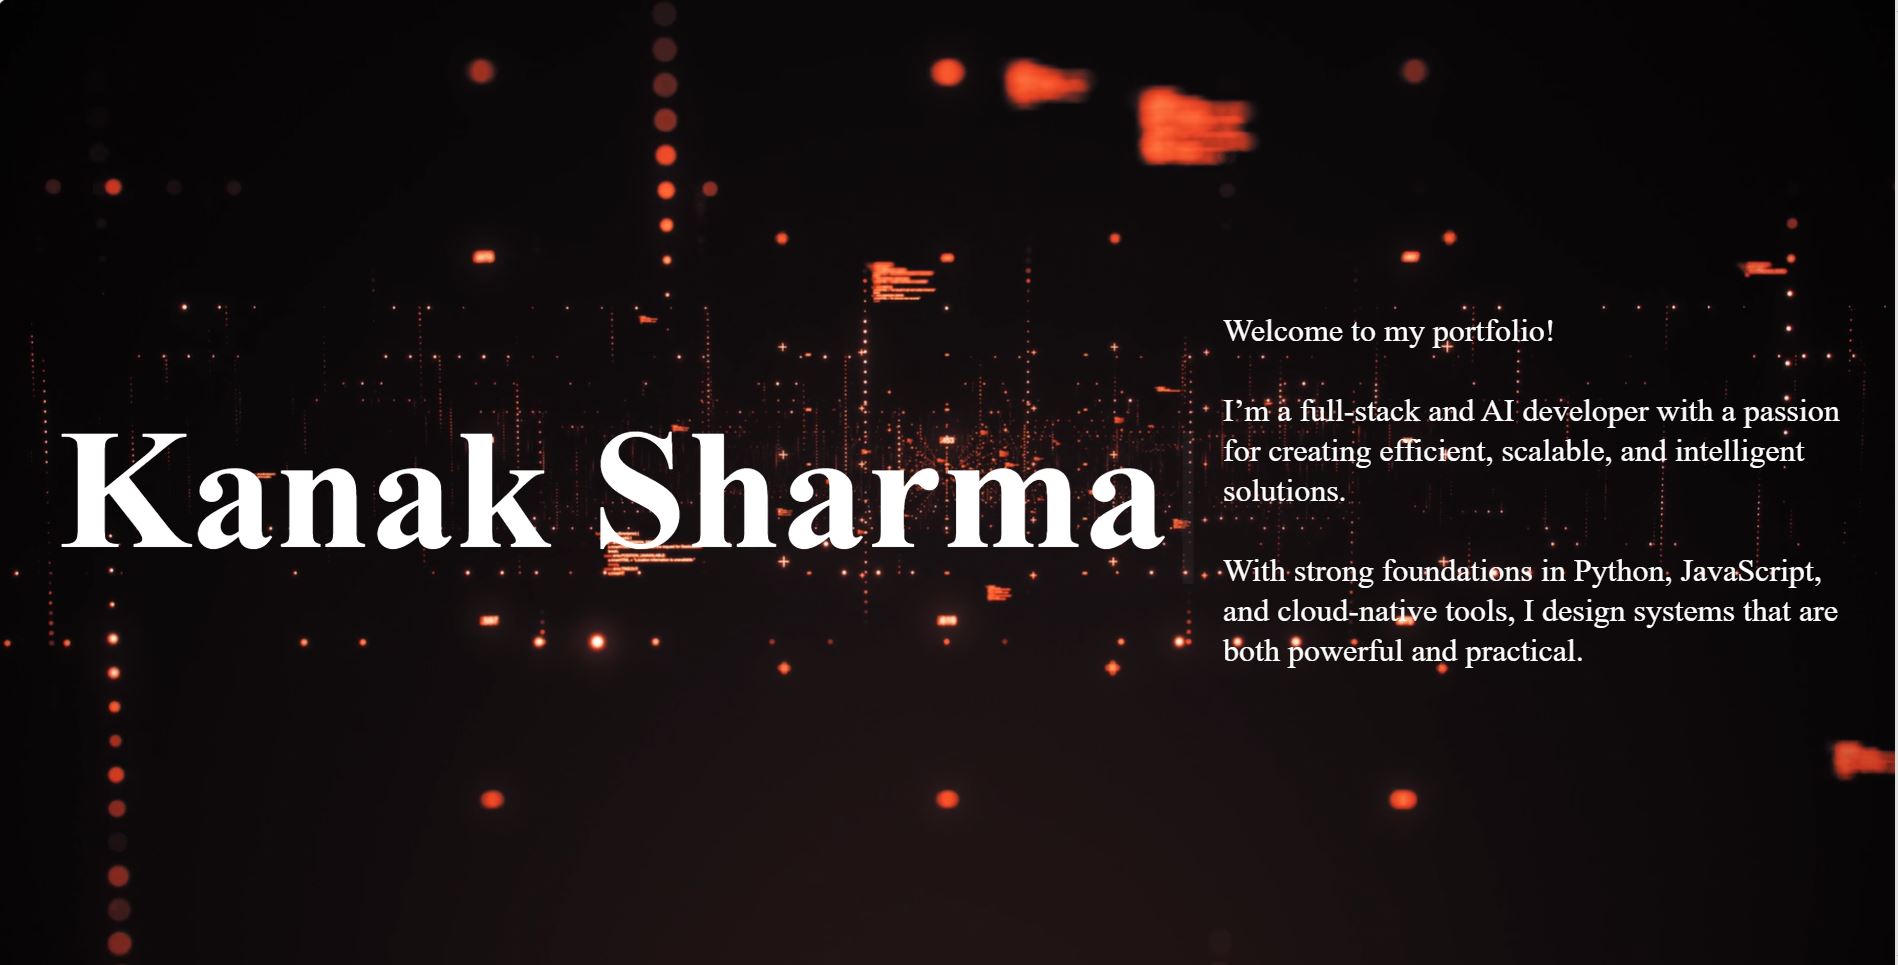 Kanak Sharma
Welcome to my portfolio!
I’m a full-stack and AI developer with a passion
for creating efficient, scalable, and intelligent
solutions.
With strong foundations in Python, JavaScript,
and cloud-native tools, I design systems that are
both powerful and practical.